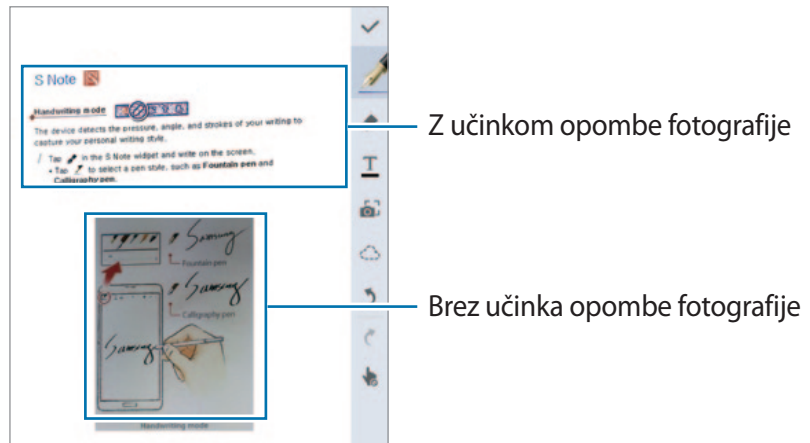 S Note
Handwriting mode
The device detects the pressure, angle, and strokes of your writing to
capture your personal writing style.
/ Tap in the S Note widget and write on the screen,
• Tap to select a pen style, such as Fountain pen and
Calligraphy pen.
Z učinkom opombe fotografije
Samsung
Fountain pen
Samsung
Calligraphy pen
Brez učinka opombe fotografije
Samsung
Handwriting mode
T